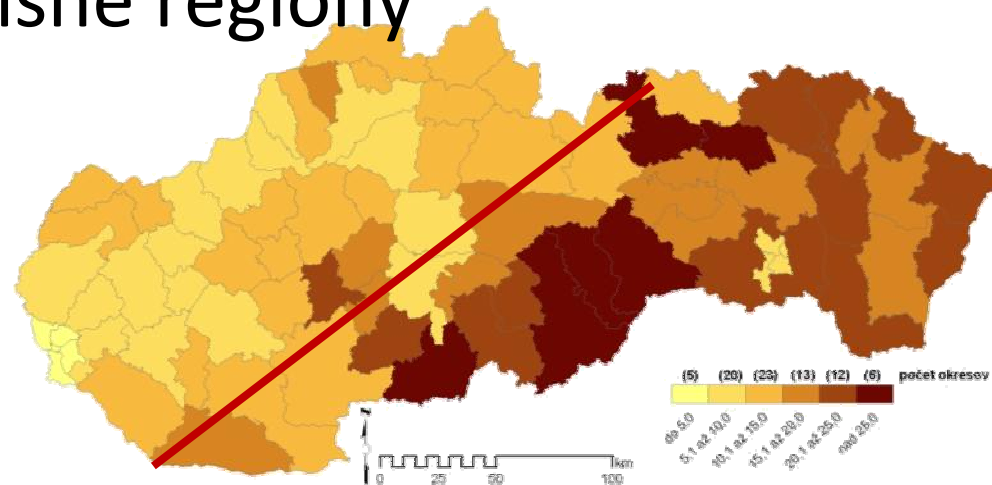 isné regióny
(5) (20) (23) (13) (12) (6) počet okresov
do 5,0
5,1 až 10,0
10,1 až 15,0
15,1 až 20,0
20,1 až 25,0
nad 25,0
km
0 25 50 100